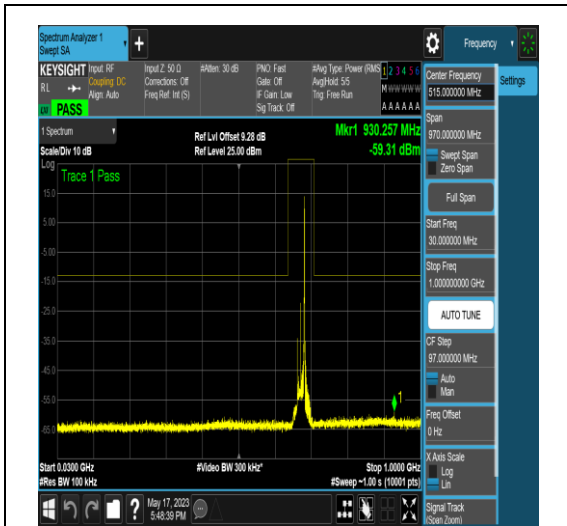 Spectrum Analyzer 1
Swept SA
Frequency
KEYSIGHT
RL
PASS
Input: RF
Coupling: DC
Align: Auto
Input Z: 50 Ω
Corrections: Off
Freq Ref: Int (S)
#Atten: 30 dB
PNO: Fast
Gate: Off
IF Gain: Low
Sig Track: Off
#Avg Type: Power (RMS
Avg|Hold: 5/5
Trig: Free Run
1 2 3 4 5 6
M W W W W W
A A A A A A
1 Spectrum
Scale/Div 10 dB
Ref Lvl Offset 9.28 dB
Ref Level 25.00 dBm
Mkr1 930.257 MHz
-59.31 dBm
Log
Trace 1 Pass
15.0
5.00
-5.00
-15.0
-25.0
-35.0
-45.0
-55.0
-65.0
1
Start 0.0300 GHz
#Res BW 100 kHz
#Video BW 300 kHz*
Stop 1.0000 GHz
#Sweep ~1.00 s (10001 pts)
May 17, 2023
5:48:39 PM
Center Frequency
515.000000 MHz
Settings
Span
970.000000 MHz
Swept Span
Zero Span
Full Span
Start Freq
30.000000 MHz
Stop Freq
1.000000000 GHz
AUTO TUNE
CF Step
97.000000 MHz
Auto
Man
Freq Offset
0 Hz
X Axis Scale
Log
Lin
Signal Track
(Span Zoom)